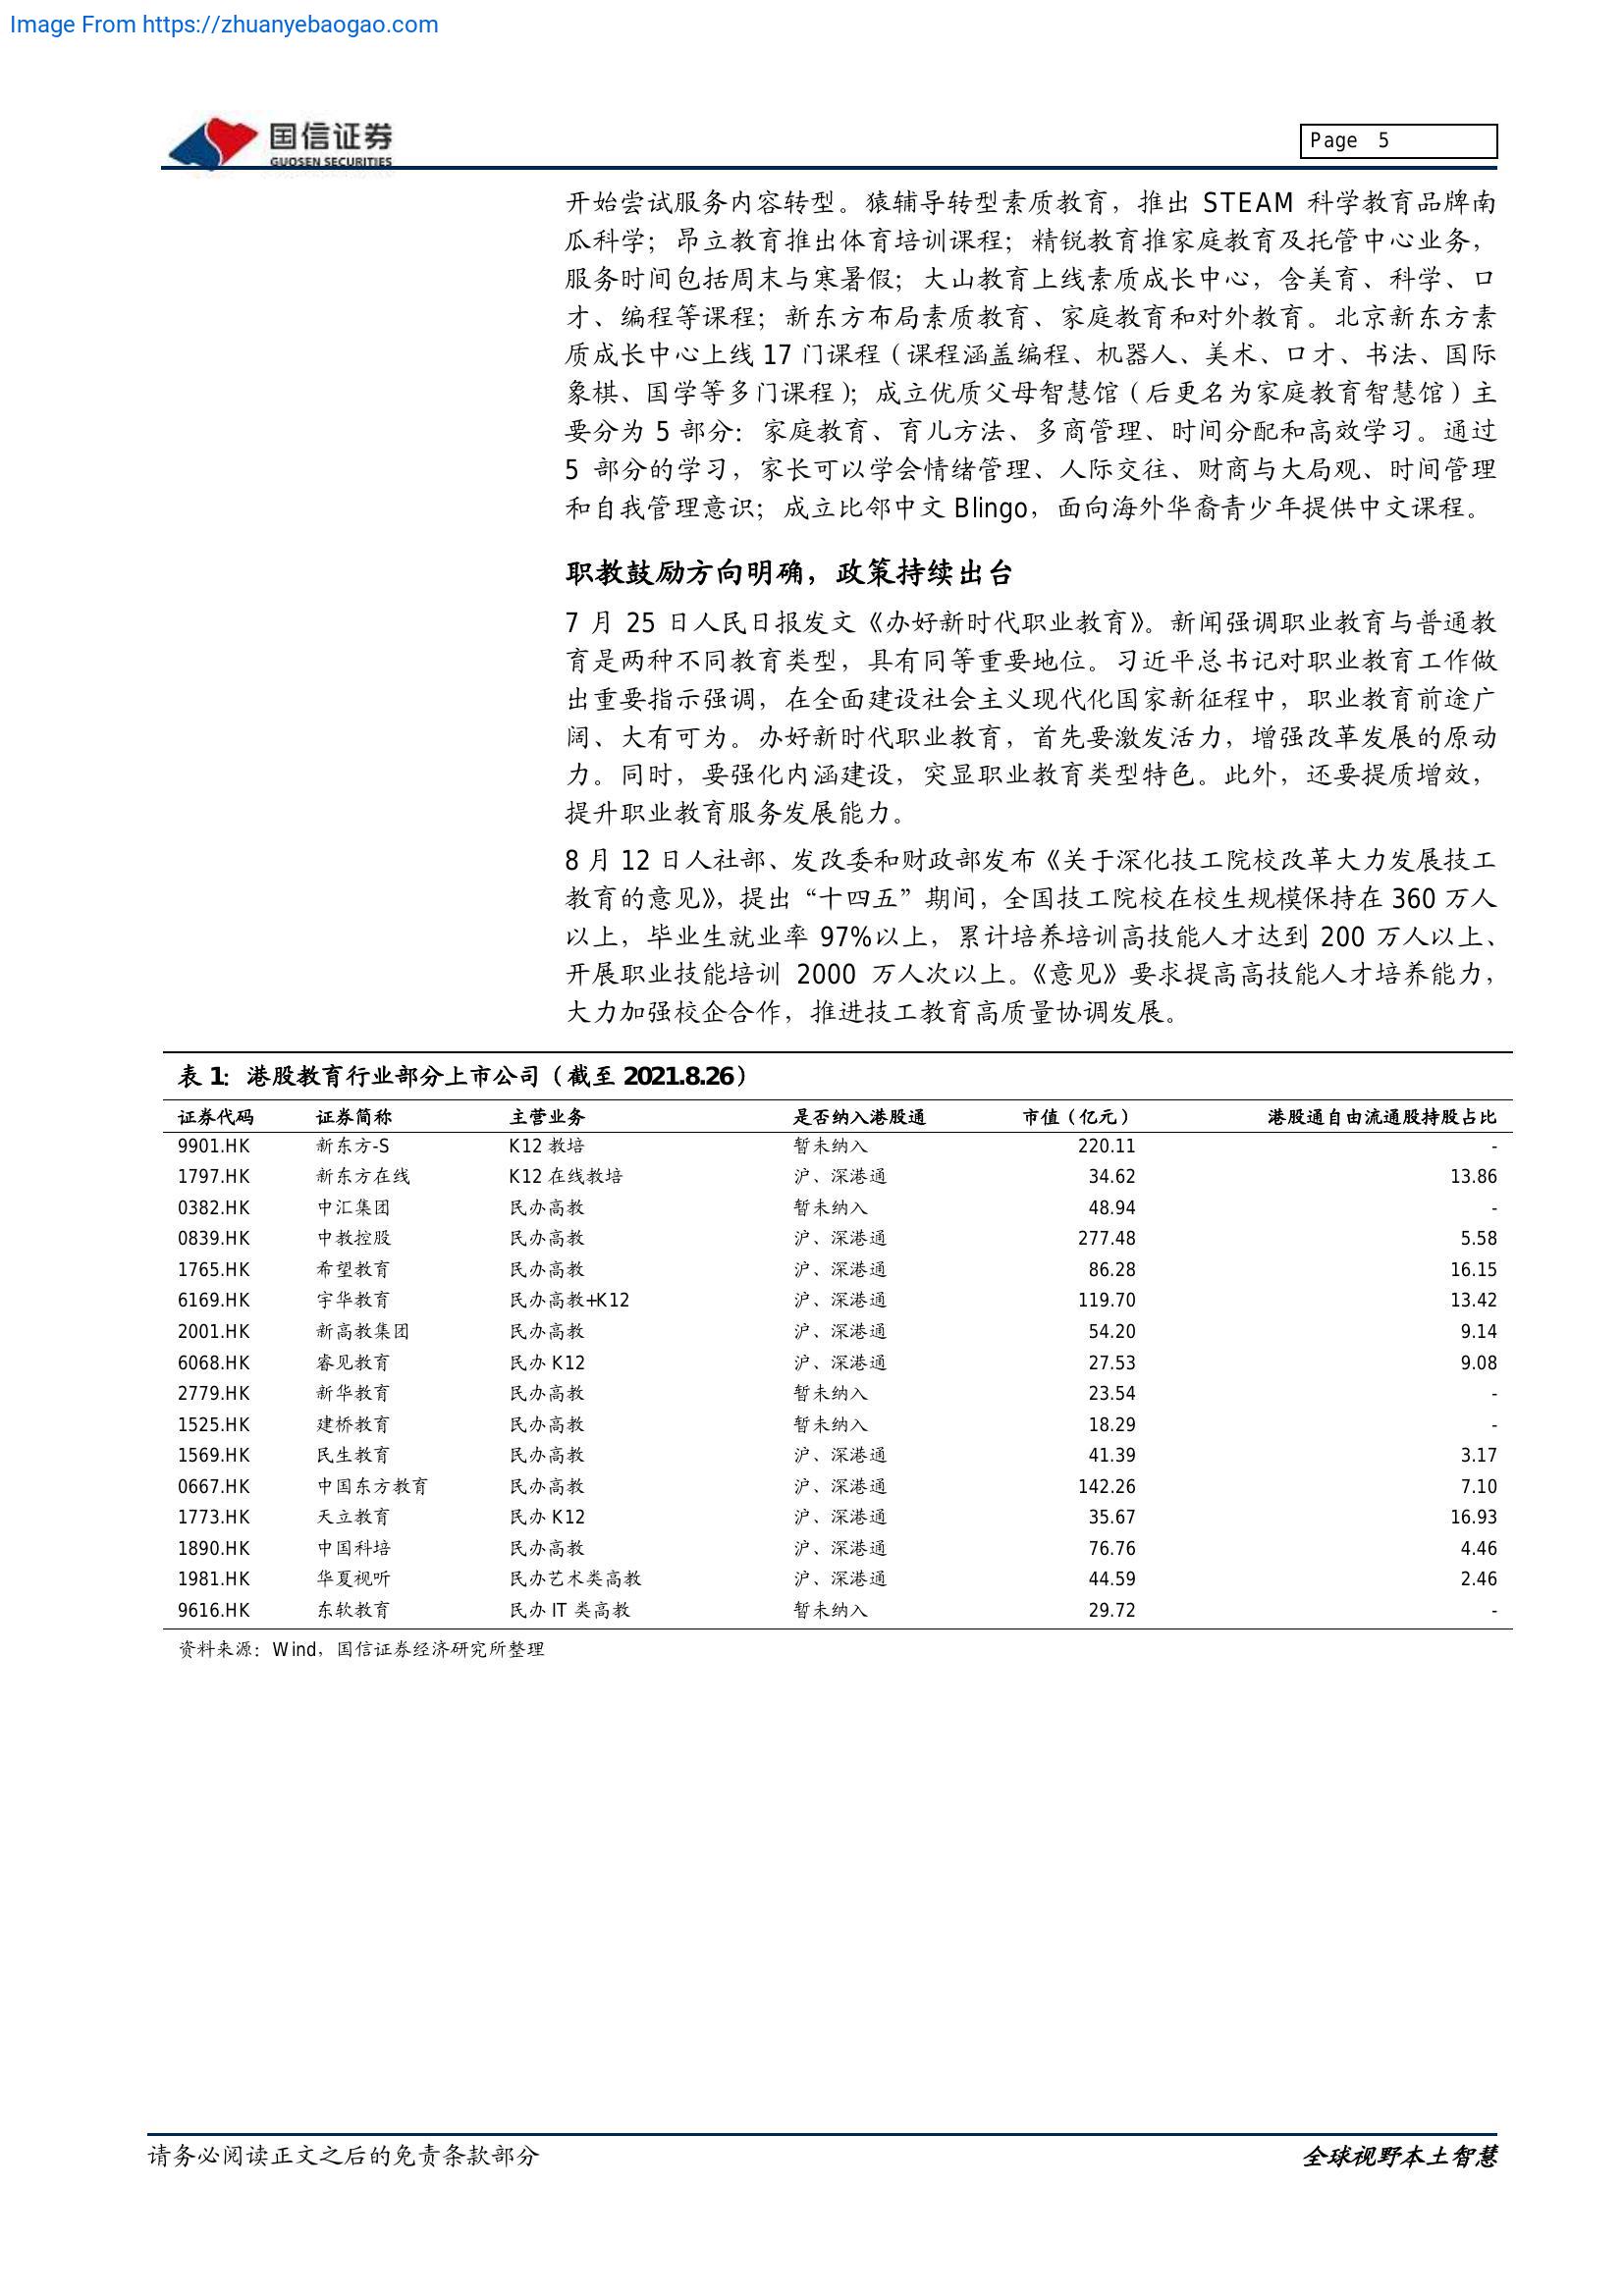 Image From https://zhuanyebaogao.com
国信证券
GUOSEN SECURITIES
Page 5
开始尝试服务内容转型。猿辅导转型素质教育，推出 STEAM 科学教育品牌南
瓜科学；昂立教育推出体育培训课程；精锐教育推家庭教育及托管中心业务，
服务时间包括周末与寒暑假；大山教育上线素质成长中心，含美育、科学、口
才、编程等课程；新东方布局素质教育、家庭教育和对外教育。北京新东方素
质成长中心上线 17 门课程（课程涵盖编程、机器人、美术、口才、书法、国际
象棋、国学等多门课程）；成立优质父母智慧馆（后更名为家庭教育智慧馆）主
要分为 5 部分：家庭教育、育儿方法、多商管理、时间分配和高效学习。通过
5 部分的学习，家长可以学会情绪管理、人际交往、财商与大局观、时间管理
和自我管理意识；成立比邻中文 Blingo，面向海外华裔青少年提供中文课程。
职教鼓励方向明确，政策持续出台
7 月 25 日人民日报发文《办好新时代职业教育》。新闻强调职业教育与普通教
育是两种不同教育类型，具有同等重要地位。习近平总书记对职业教育工作做
出重要指示强调，在全面建设社会主义现代化国家新征程中，职业教育前途广
阔、大有可为。办好新时代职业教育，首先要激发活力，增强改革发展的原动
力。同时，要强化内涵建设，突显职业教育类型特色。此外，还要提质增效，
提升职业教育服务发展能力。
8 月 12 日人社部、发改委和财政部发布《关于深化技工院校改革大力发展技工
教育的意见》，提出“十四五”期间，全国技工院校在校生规模保持在 360 万人
以上，毕业生就业率 97%以上，累计培养培训高技能人才达到 200 万人以上、
开展职业技能培训 2000 万人次以上。《意见》要求提高高技能人才培养能力，
大力加强校企合作，推进技工教育高质量协调发展。
表 1：港股教育行业部分上市公司（截至 2021.8.26）
证券代码 证券简称 主营业务 是否纳入港股通 市值（亿元） 港股通自由流通股持股占比
9901.HK 新东方-S K12 教培 暂未纳入 220.11 -
1797.HK 新东方在线 K12 在线教培 沪、深港通 34.62 13.86
0382.HK 中汇集团 民办高教 暂未纳入 48.94 -
0839.HK 中教控股 民办高教 沪、深港通 277.48 5.58
1765.HK 希望教育 民办高教 沪、深港通 86.28 16.15
6169.HK 宇华教育 民办高教+K12 沪、深港通 119.70 13.42
2001.HK 新高教集团 民办高教 沪、深港通 54.20 9.14
6068.HK 睿见教育 民办 K12 沪、深港通 27.53 9.08
2779.HK 新华教育 民办高教 暂未纳入 23.54 -
1525.HK 建桥教育 民办高教 暂未纳入 18.29 -
1569.HK 民生教育 民办高教 沪、深港通 41.39 3.17
0667.HK 中国东方教育 民办高教 沪、深港通 142.26 7.10
1773.HK 天立教育 民办 K12 沪、深港通 35.67 16.93
1890.HK 中国科培 民办高教 沪、深港通 76.76 4.46
1981.HK 华夏视听 民办艺术类高教 沪、深港通 44.59 2.46
9616.HK 东软教育 民办 IT 类高教 暂未纳入 29.72 -
资料来源：Wind，国信证券经济研究所整理
请务必阅读正文之后的免责条款部分 全球视野本土智慧